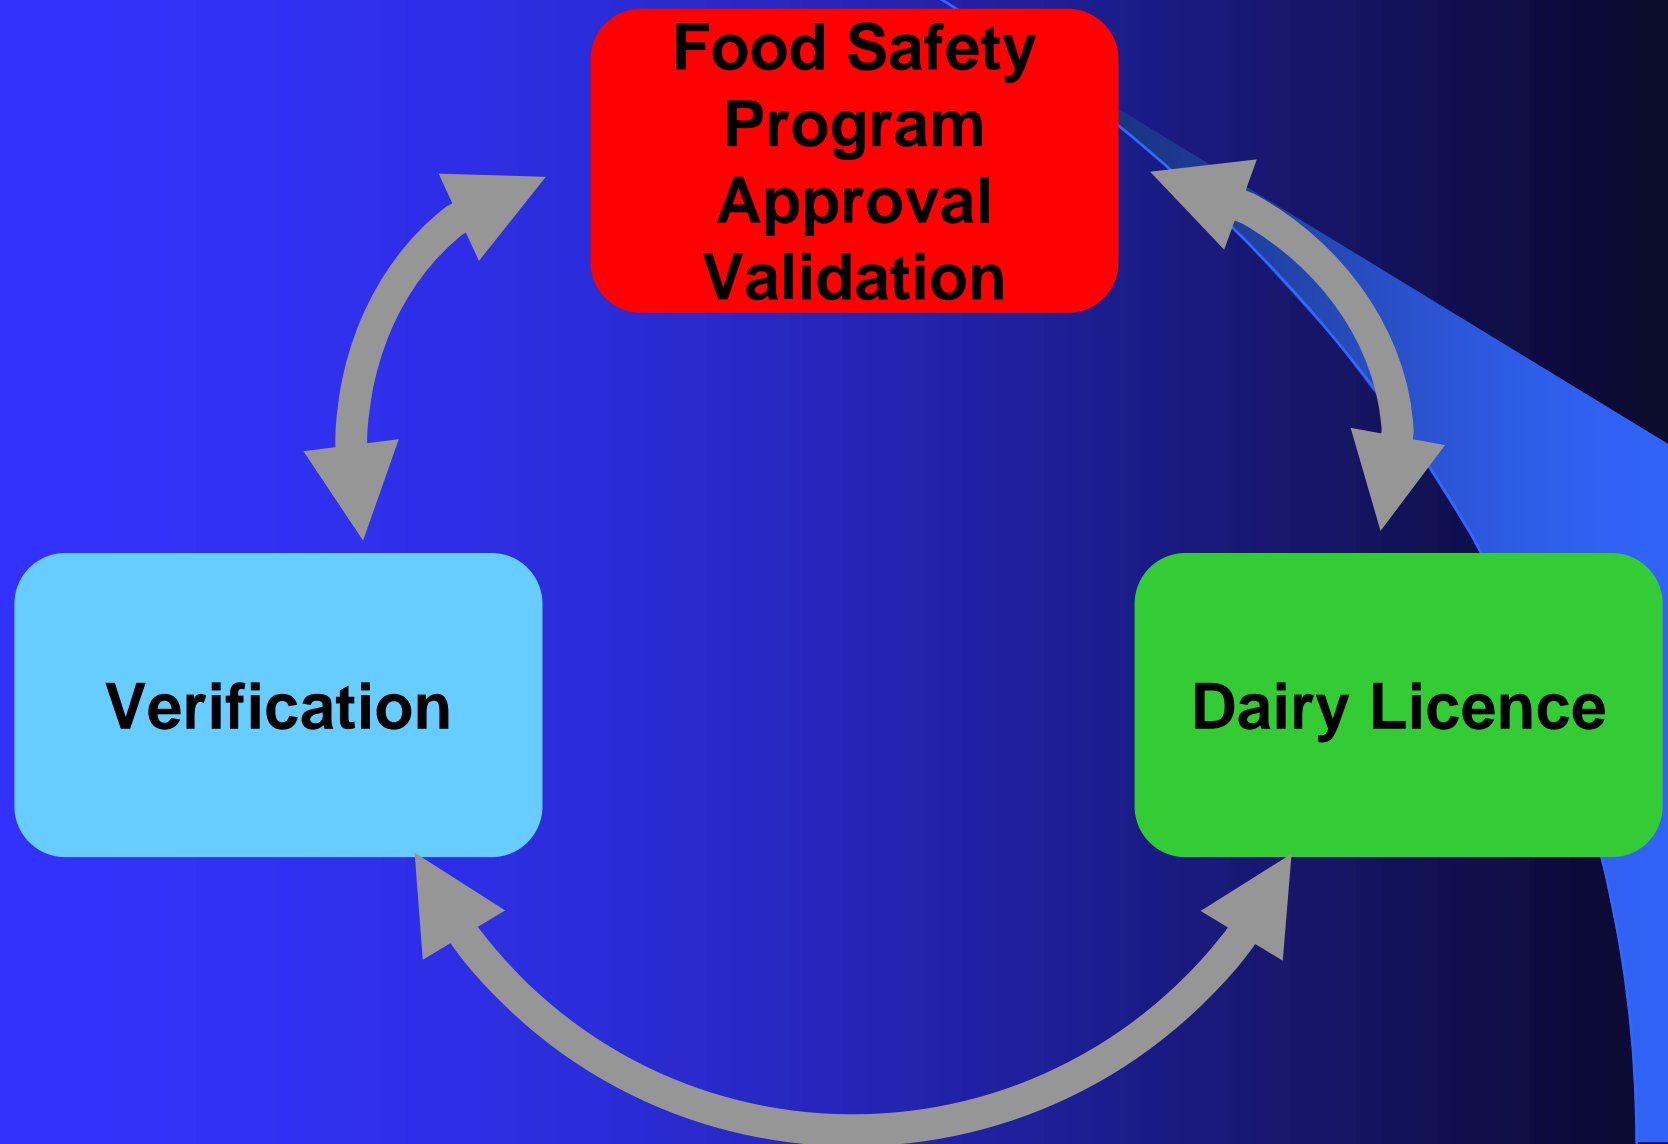 Food Safety
Program
Approval
Validation
Verification
Dairy Licence